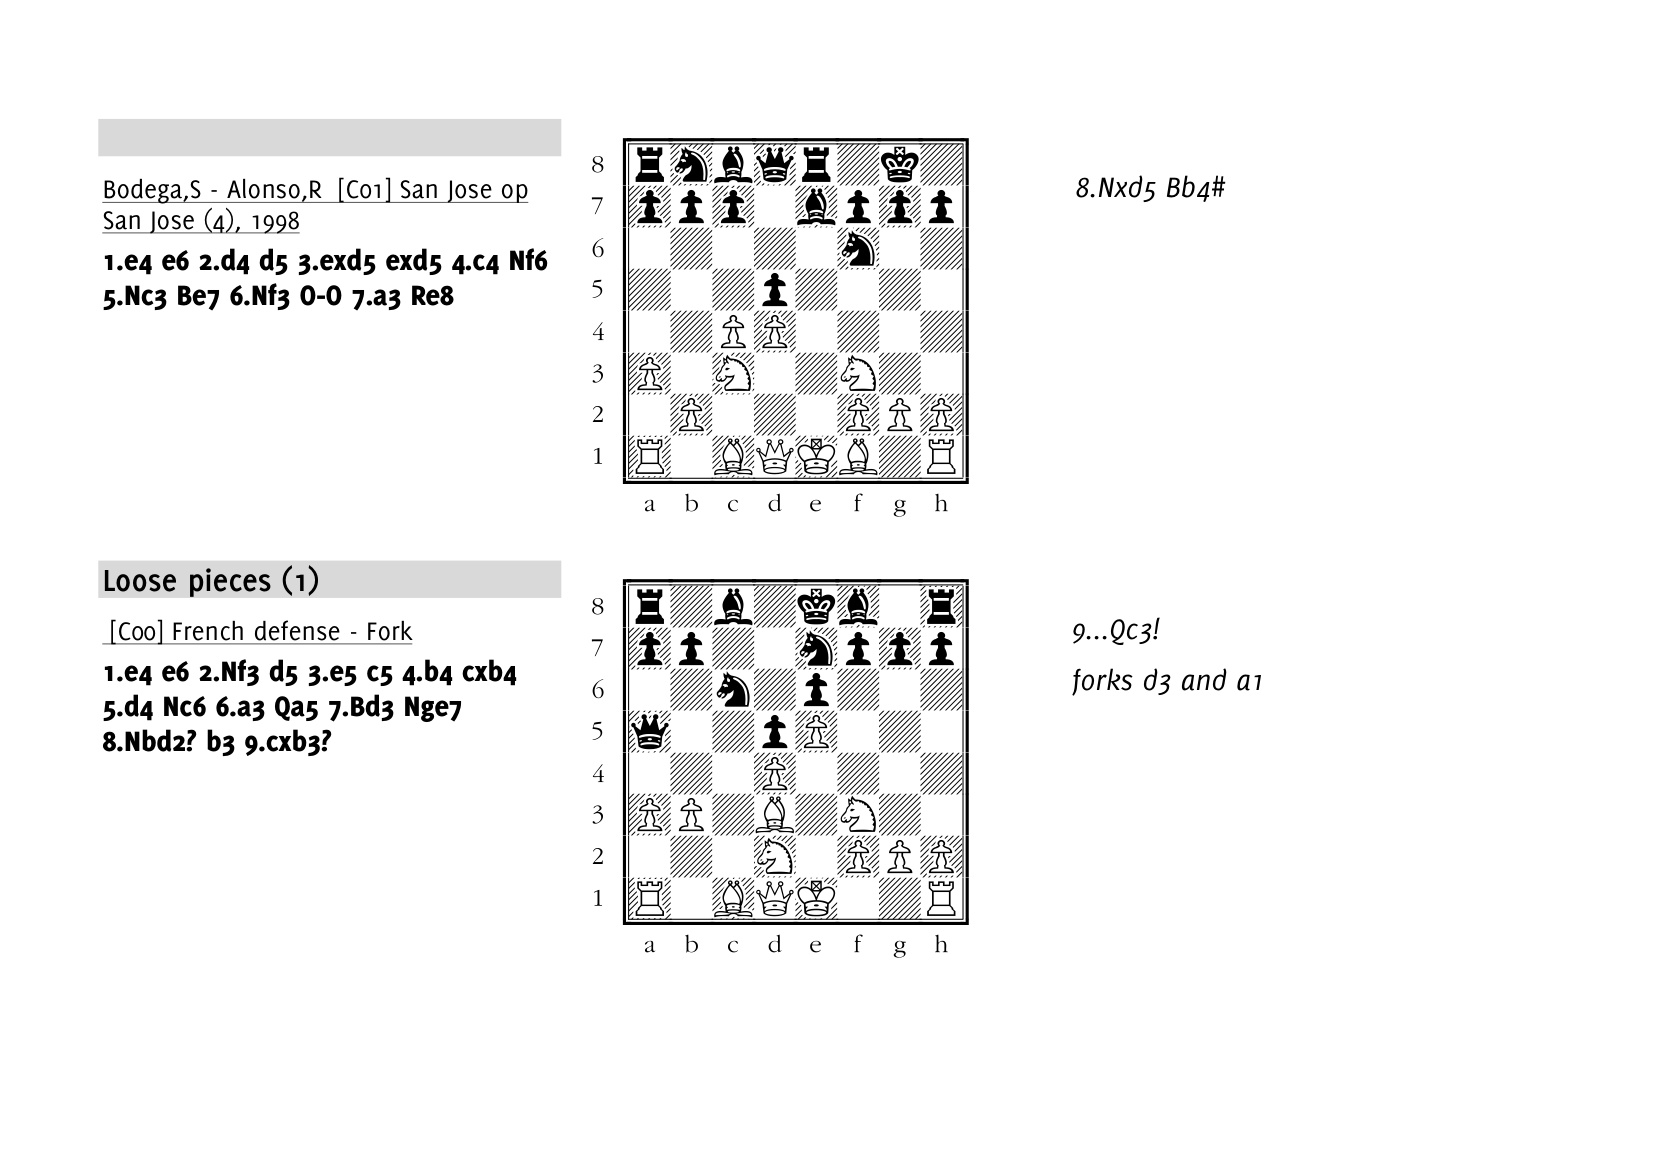 Bodega,S - Alonso,R [C01] San Jose op
San Jose (4), 1998
1.e4 e6 2.d4 d5 3.exd5 exd5 4.c4 Nf6
5.Nc3 Be7 6.Nf3 0-0 7.a3 Re8
8
7
6
5
4
3
2
1
a b c d e f g h
8.Nxd5 Bb4#
Loose pieces (1)
[C00] French defense - Fork
1.e4 e6 2.Nf3 d5 3.e5 c5 4.b4 cxb4
5.d4 Nc6 6.a3 Qa5 7.Bd3 Nge7
8.Nbd2? b3 9.cxb3?
8
7
6
5
4
3
2
1
a b c d e f g h
9...Qc3!
forks d3 and a1